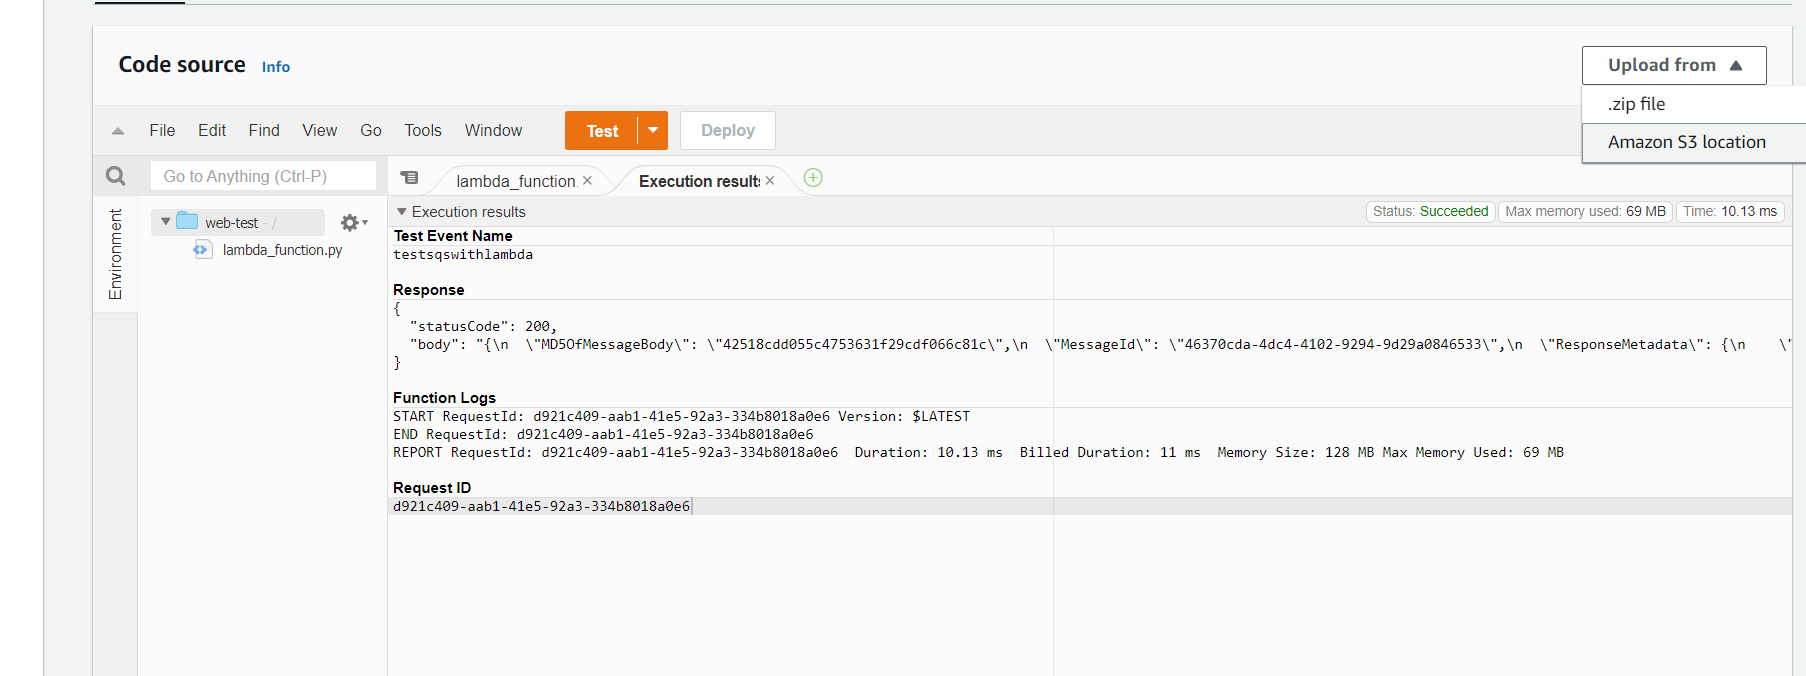 Code source Info
Upload from
.zip file
Amazon S3 location
File Edit Find View Go Tools Window Test Deploy
Go to Anything (Ctrl-P)
lambda_function.
Execution results
Environment
web-test - /
lambda_function.py
Execution results
Status: Succeeded
Max memory used: 69 MB
Time: 10.13 ms
Test Event Name
testsqswithlambda
Response
{
  "statusCode": 200,
  "body": "{\n  \"MD5OfMessageBody\": \"42518cdd055c4753631f29cdf066c81c\",\n  \"MessageId\": \"46370cda-4dc4-4102-9294-9d29a0846533\",\n  \"ResponseMetadata\": {\n    \"
}
Function Logs
START RequestId: d921c409-aab1-41e5-92a3-334b8018a0e6 Version: $LATEST
END RequestId: d921c409-aab1-41e5-92a3-334b8018a0e6
REPORT RequestId: d921c409-aab1-41e5-92a3-334b8018a0e6  Duration: 10.13 ms  Billed Duration: 11 ms  Memory Size: 128 MB Max Memory Used: 69 MB
Request ID
d921c409-aab1-41e5-92a3-334b8018a0e6